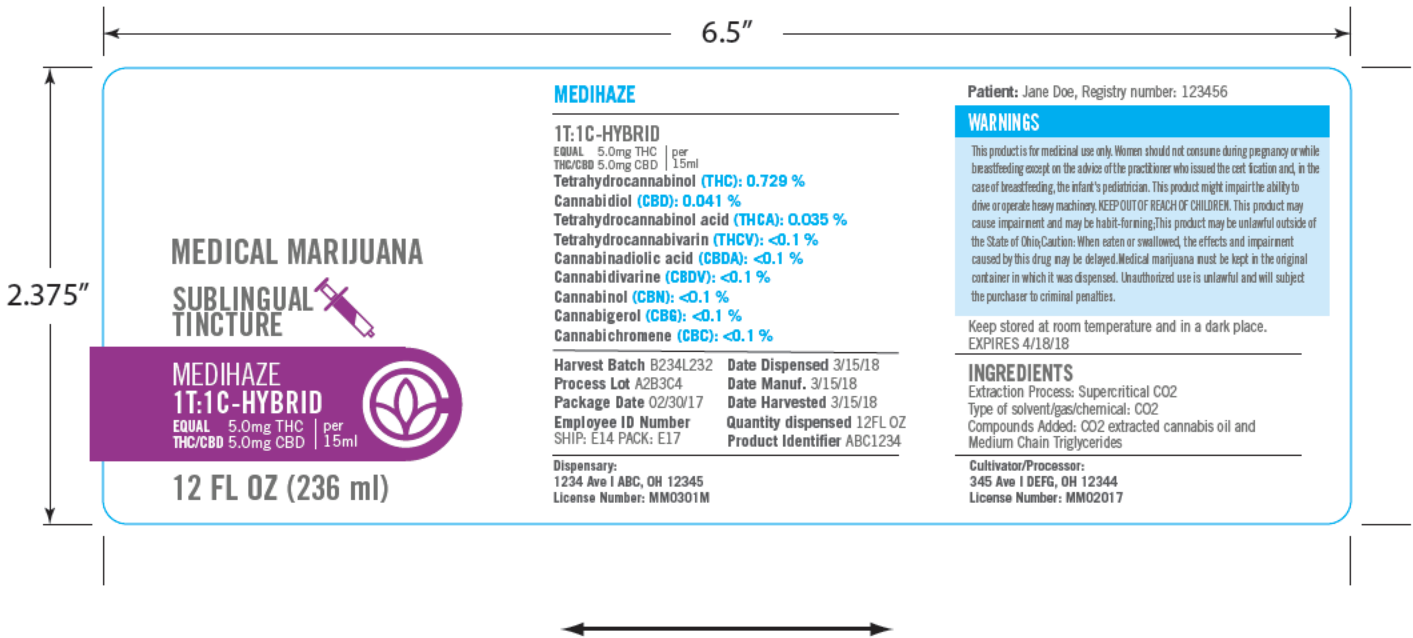 6.5"
2.375"
MEDICAL MARIJUANA
SUBLINGUAL
TINCTURE
MEDIHAZE
1T:1C-HYBRID
EQUAL 5.0mg THC per
THC/CBD 5.0mg CBD 15ml
12 FL OZ (236 ml)
MEDIHAZE
1T:1C-HYBRID
EQUAL 5.0mg THC per
THC/CBD 5.0mg CBD 15ml
Tetrahydrocannabinol (THC): 0.729 %
Cannabidiol (CBD): 0.041 %
Tetrahydrocannabinol acid (THCA): 0.035 %
Tetrahydrocannabivarin (THCV): <0.1 %
Cannabinadiolic acid (CBDA): <0.1 %
Cannabidivarine (CBDV): <0.1 %
Cannabinol (CBN): <0.1 %
Cannabigerol (CBG): <0.1 %
Cannabichromene (CBC): <0.1 %
Harvest Batch B234L232
Process Lot A2B3C4
Package Date 02/30/17
Employee ID Number
SHIP: E14 PACK: E17
Date Dispensed 3/15/18
Date Manuf. 3/15/18
Date Harvested 3/15/18
Quantity dispensed 12FL OZ
Product Identifier ABC1234
Dispensary:
1234 Ave I ABC, OH 12345
License Number: MM0301M
Patient: Jane Doe, Registry number: 123456
WARNINGS
This product is for medicinal use only. Women should not consume during pregnancy or while
breastfeeding except on the advice of the practitioner who issued the cert fication and, in the
case of breastfeeding, the infant's pediatrician. This product might impair the ability to
drive or operate heavy machinery. KEEP OUT OF REACH OF CHILDREN. This product may
cause impairment and may be habit-forming;This product may be unlawful outside of
the State of Ohio;Caution: When eaten or swallowed, the effects and impairment
caused by this drug may be delayed.Medical marijuana must be kept in the original
container in which it was dispensed. Unauthorized use is unlawful and will subject
the purchaser to criminal penalties.
Keep stored at room temperature and in a dark place.
EXPIRES 4/18/18
INGREDIENTS
Extraction Process: Supercritical CO2
Type of solvent/gas/chemical: CO2
Compounds Added: CO2 extracted cannabis oil and
Medium Chain Triglycerides
Cultivator/Processor:
345 Ave I DEFG, OH 12344
License Number: MM02017